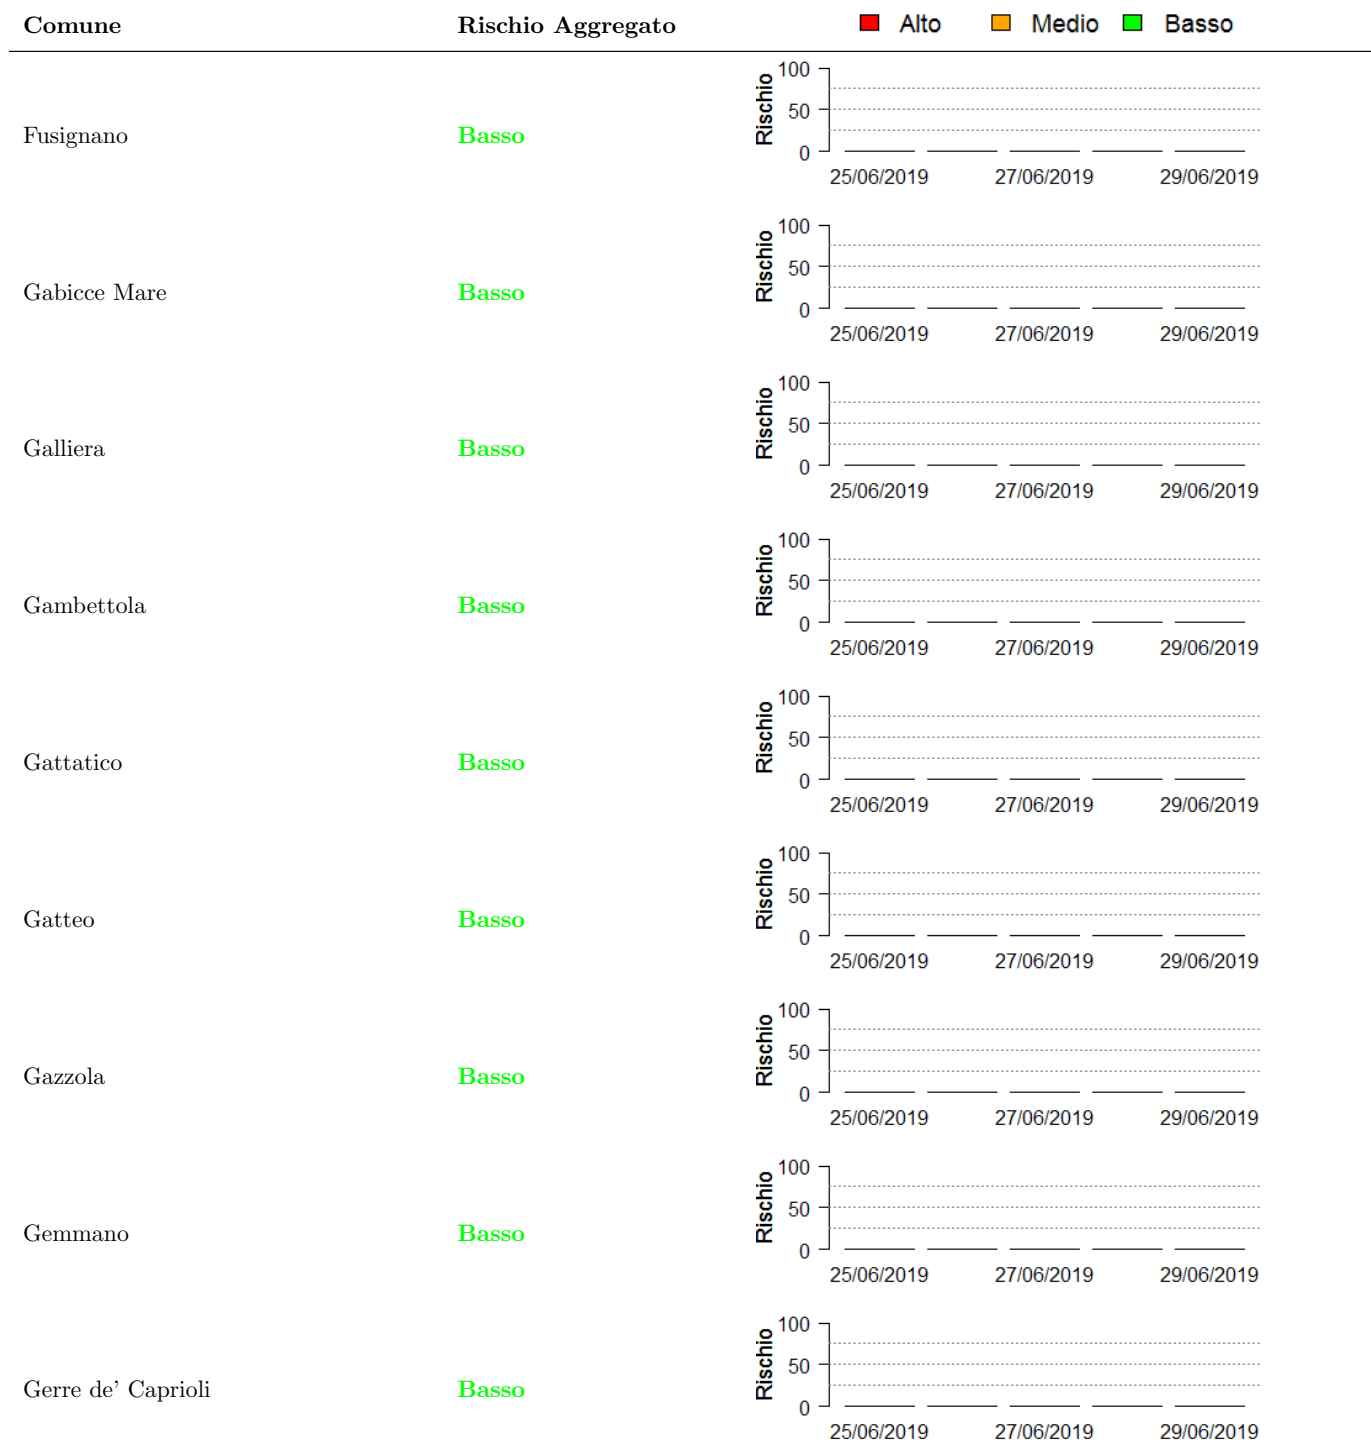 Comune Rischio Aggregato Alto Medio Basso
Fusignano Basso
Rischio
100
50
0
25/06/2019 27/06/2019 29/06/2019
Gabicce Mare Basso
Rischio
100
50
0
25/06/2019 27/06/2019 29/06/2019
Galliera Basso
Rischio
100
50
0
25/06/2019 27/06/2019 29/06/2019
Gambettola Basso
Rischio
100
50
0
25/06/2019 27/06/2019 29/06/2019
Gattatico Basso
Rischio
100
50
0
25/06/2019 27/06/2019 29/06/2019
Gatteo Basso
Rischio
100
50
0
25/06/2019 27/06/2019 29/06/2019
Gazzola Basso
Rischio
100
50
0
25/06/2019 27/06/2019 29/06/2019
Gemmano Basso
Rischio
100
50
0
25/06/2019 27/06/2019 29/06/2019
Gerre de’ Caprioli Basso
Rischio
100
50
0
25/06/2019 27/06/2019 29/06/2019